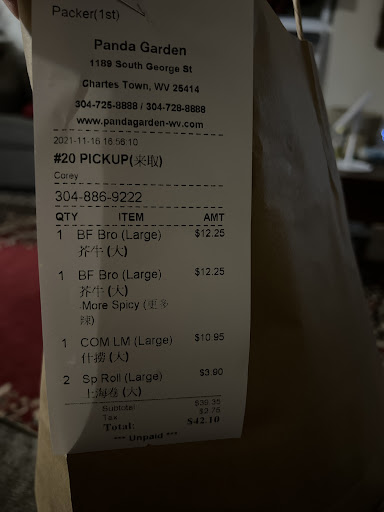 Packer(1st)
Panda Garden
1189 South George St
Charles Town, WV 25414
304-725-8888 / 304-728-8888
www.pandagarden-wv.com
2021-11-16 16:56:10
#20 PICKUP(来取)
Corey
304-886-9222
QTY ITEM AMT
1 BF Bro (Large) $12.25
芥牛 (大)
1 BF Bro (Large) $12.25
芥牛 (大)
More Spicy (更多
辣)
1 COM LM (Large) $10.95
什捞 (大)
2 Sp Roll (Large) $3.90
上海卷 (大)
Subtotal $39.35
Tax $2.75
Total: $42.10
*** Unpaid ***